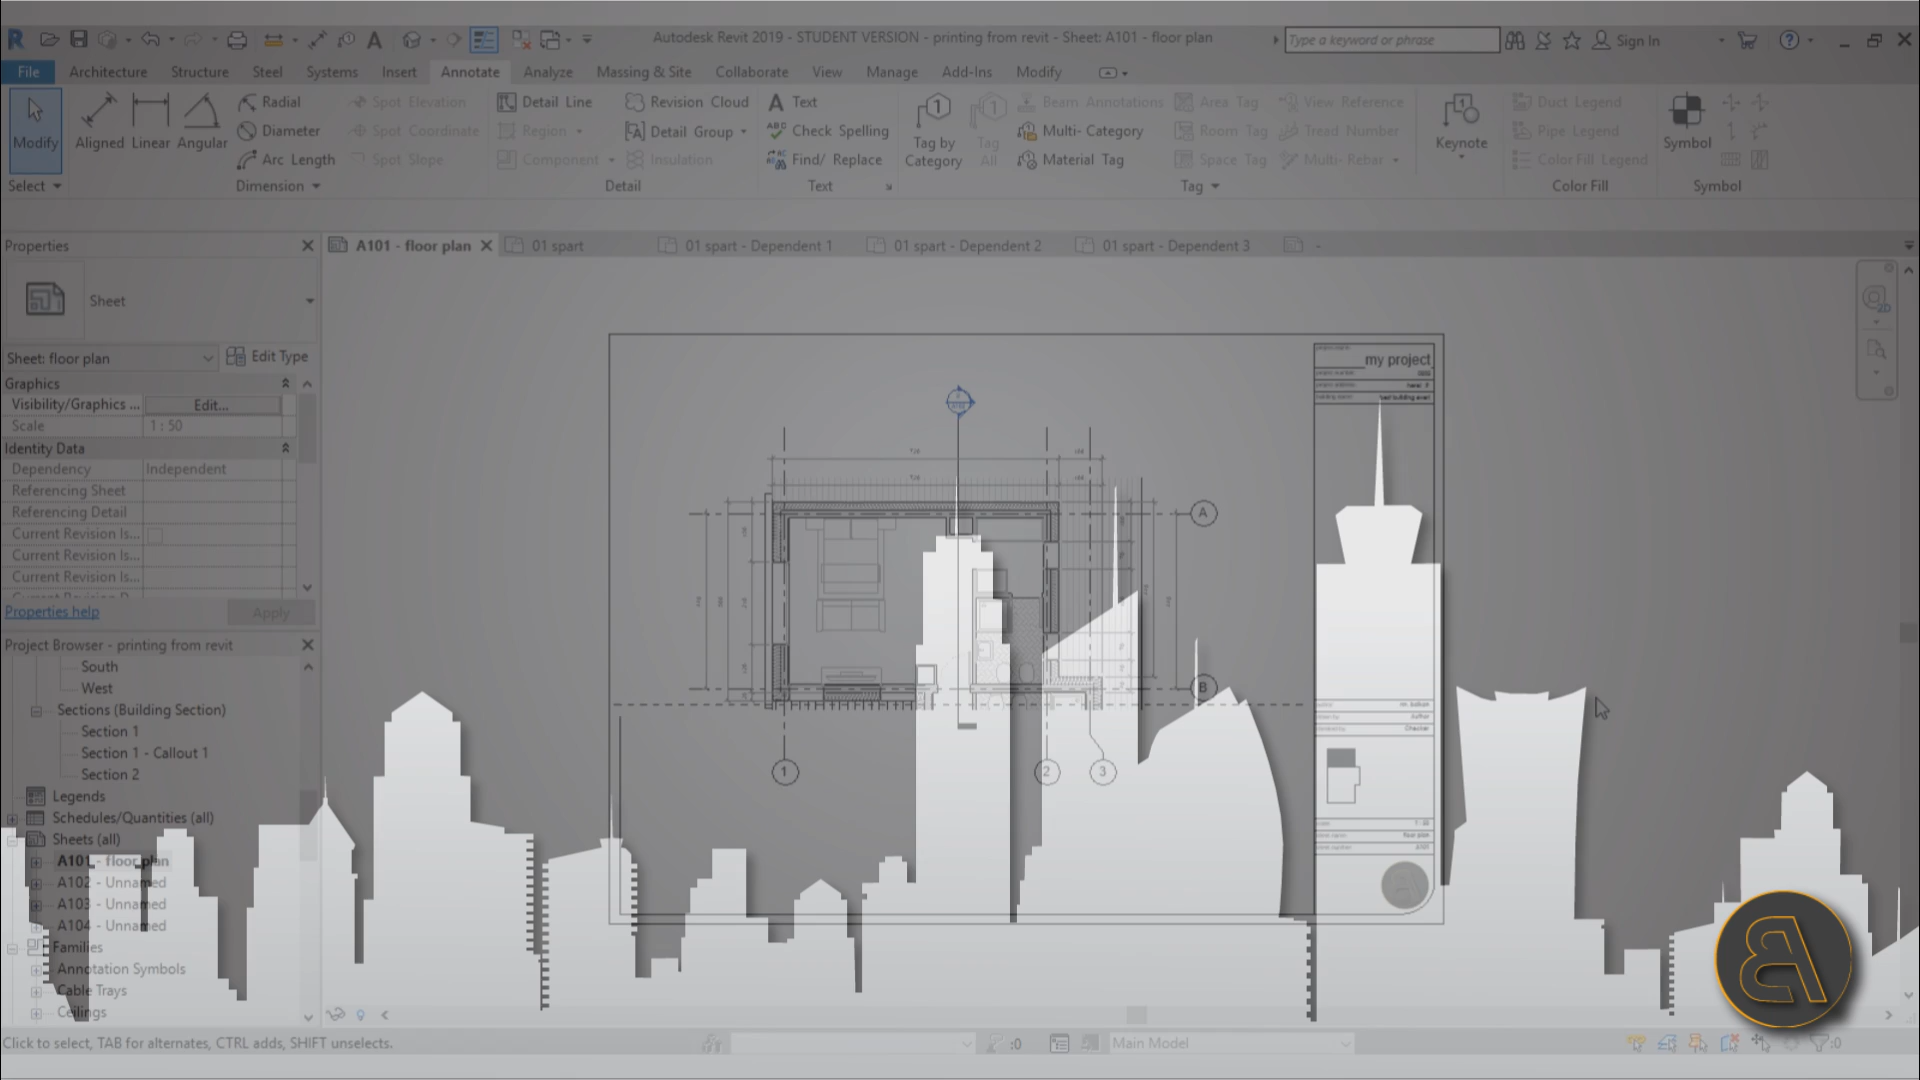 Autodesk Revit 2019 - STUDENT VERSION - printing from revit - Sheet: A101 - floor plan
Type a keyword or phrase
Sign In
File Architecture Structure Steel Systems Insert Annotate Analyze Massing & Site Collaborate View Manage Add-Ins Modify
Modify
Select
Aligned
Linear
Angular
Radial
Diameter
Arc Length
Spot Elevation
Spot Coordinate
Spot Slope
Dimension
Detail Line
Region
Component
Revision Cloud
Detail Group
Insulation
Detail
Text
Check Spelling
Find/ Replace
Text
Tag by Category
Tag All
Beam Annotations
Multi- Category
Material Tag
Area Tag
Room Tag
Space Tag
View Reference
Tread Number
Multi- Rebar
Tag
Keynote
Duct Legend
Pipe Legend
Color Fill Legend
Color Fill
Symbol
Symbol
Properties
A101 - floor plan
01 spart
01 spart - Dependent 1
01 spart - Dependent 2
01 spart - Dependent 3
-
Sheet
Sheet: floor plan
Edit Type
Graphics
Visibility/Graphics ... Edit...
Scale 1 : 50
Identity Data
Dependency Independent
Referencing Sheet
Referencing Detail
Current Revision Is...
Current Revision Is...
Current Revision Is...
Properties help
Apply
Project Browser - printing from revit
South
West
Sections (Building Section)
Section 1
Section 1 - Callout 1
Section 2
Legends
Schedules/Quantities (all)
Sheets (all)
A101 - floor plan
A102 - Unnamed
A103 - Unnamed
A104 - Unnamed
Families
Annotation Symbols
Cable Trays
Ceilings
my project
A
B
1
2
3
2D
Click to select, TAB for alternates, CTRL adds, SHIFT unselects.
:0
Main Model
:0